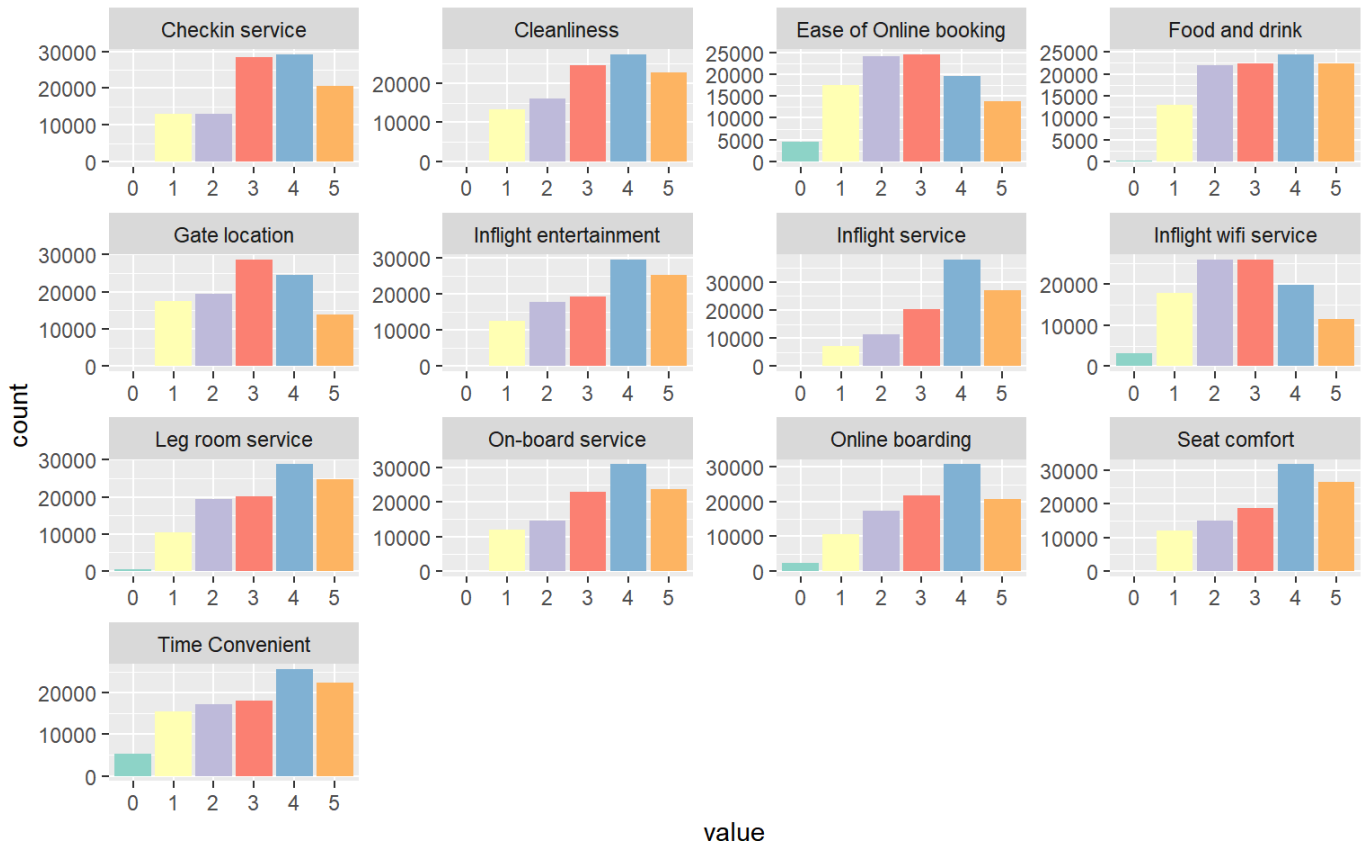 Checkin service
Cleanliness
Ease of Online booking
Food and drink
30000
20000
10000
0
0 1 2 3 4 5
20000
10000
0
0 1 2 3 4 5
25000
20000
15000
10000
5000
0
0 1 2 3 4 5
25000
20000
15000
10000
5000
0
0 1 2 3 4 5
Gate location
Inflight entertainment
Inflight service
Inflight wifi service
30000
20000
10000
0
0 1 2 3 4 5
30000
20000
10000
0
0 1 2 3 4 5
30000
20000
10000
0
0 1 2 3 4 5
20000
10000
0
0 1 2 3 4 5
count
Leg room service
On-board service
Online boarding
Seat comfort
30000
20000
10000
0
0 1 2 3 4 5
30000
20000
10000
0
0 1 2 3 4 5
30000
20000
10000
0
0 1 2 3 4 5
30000
20000
10000
0
0 1 2 3 4 5
Time Convenient
20000
10000
0
0 1 2 3 4 5
value